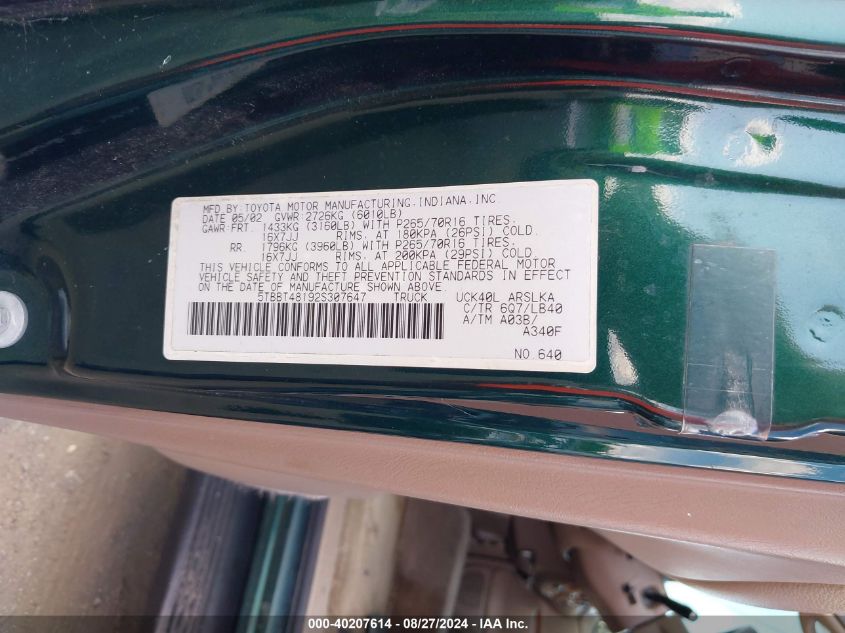 MFD.BY.TOYOTA MOTOR MANUFACTURING.INDIANA.INC.
DATE 05/02 GVWR 2726KG (6010LB)
GAWR:FRT. 1433KG (3160LB) WITH P265/70R16 TIRES.
16X7JJ RIMS. AT 180KPA (26PSI) COLD.
RR. 1796KG (3960LB) WITH P265/70R16 TIRES.
16X7JJ RIMS. AT 200KPA (29PSI) COLD.
THIS VEHICLE CONFORMS TO ALL APPLICABLE FEDERAL MOTOR
VEHICLE SAFETY AND THEFT PREVENTION STANDARDS IN EFFECT
ON THE DATE OF MANUFACTURE SHOWN ABOVE.
5TBBT48192S307647 TRUCK UCK40L ARSLKA
C/TR 6Q7/LB40
A/TM A03B/
A340F
NO.640
000-40207614 - 08/27/2024 - IAA Inc.